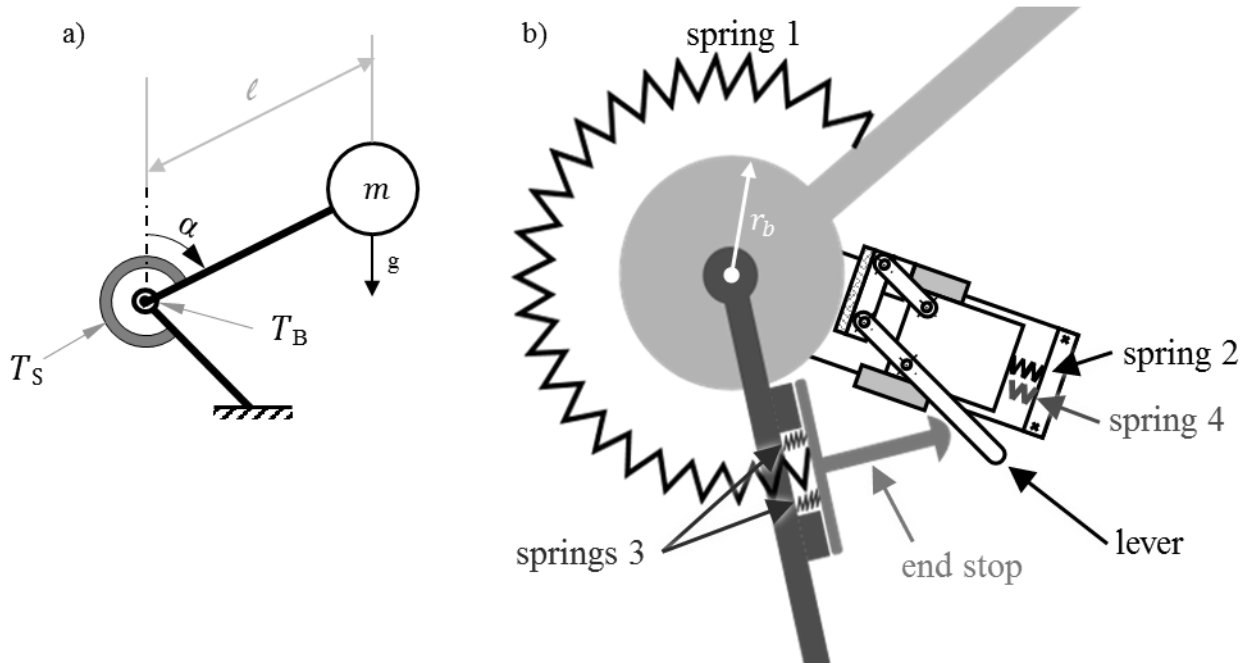 a)
ℓ
m
α
g
T_B
T_S
b)
spring 1
r_b
spring 2
spring 4
lever
end stop
springs 3